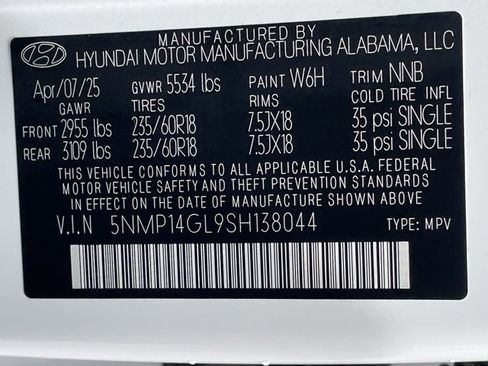 MANUFACTURED BY
HYUNDAI MOTOR MANUFACTURING ALABAMA, LLC
Apr/07/25 GVWR 5534 lbs PAINT W6H TRIM NNB
GAWR TIRES RIMS COLD TIRE INFL
FRONT 2955 lbs 235/60R18 7.5JX18 35 psi SINGLE
REAR 3109 lbs 235/60R18 7.5JX18 35 psi SINGLE
THIS VEHICLE CONFORMS TO ALL APPLICABLE U.S.A FEDERAL
MOTOR VEHICLE SAFETY AND THEFT PREVENTION STANDARDS
IN EFFECT ON THE DATE OF MANUFACTURE SHOWN ABOVE
V.I.N 5NMP14GL9SH138044 TYPE: MPV